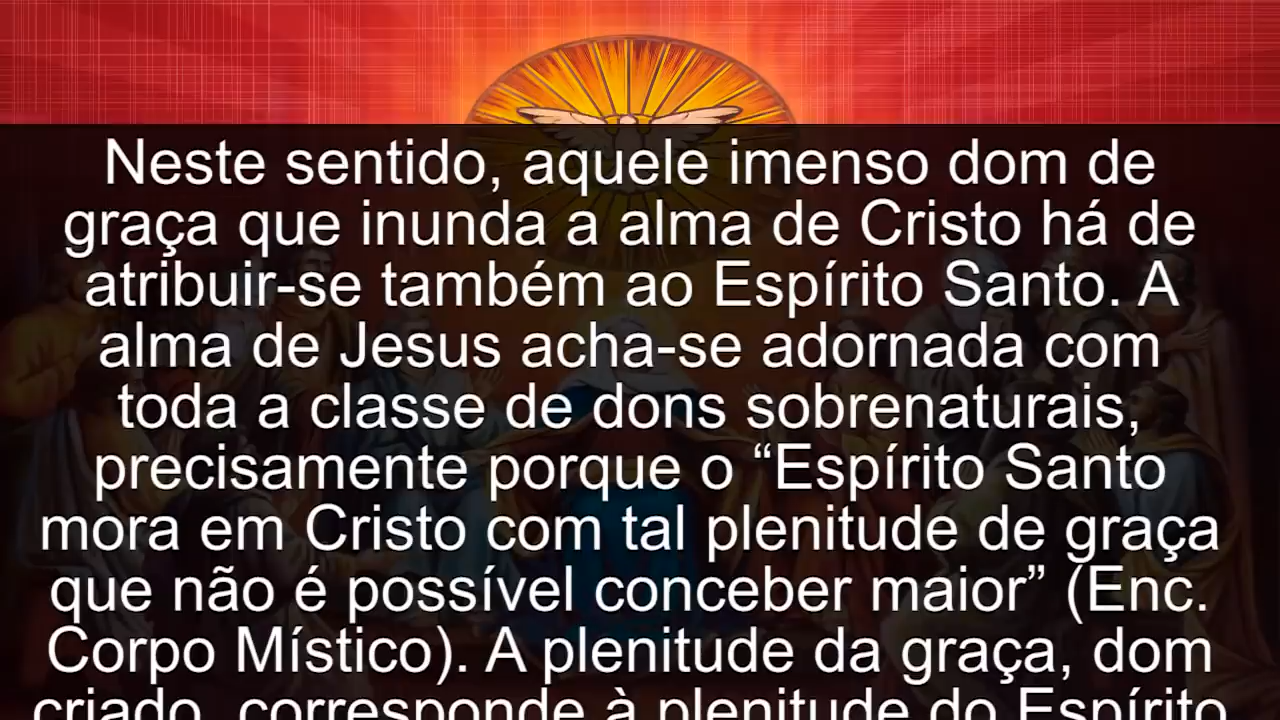 Neste sentido, aquele imenso dom de
graça que inunda a alma de Cristo há de
atribuir-se também ao Espírito Santo. A
alma de Jesus acha-se adornada com
toda a classe de dons sobrenaturais,
precisamente porque o “Espírito Santo
mora em Cristo com tal plenitude de graça
que não é possível conceber maior” (Enc.
Corpo Místico). A plenitude da graça, dom
criado, corresponde à plenitude do Espírito